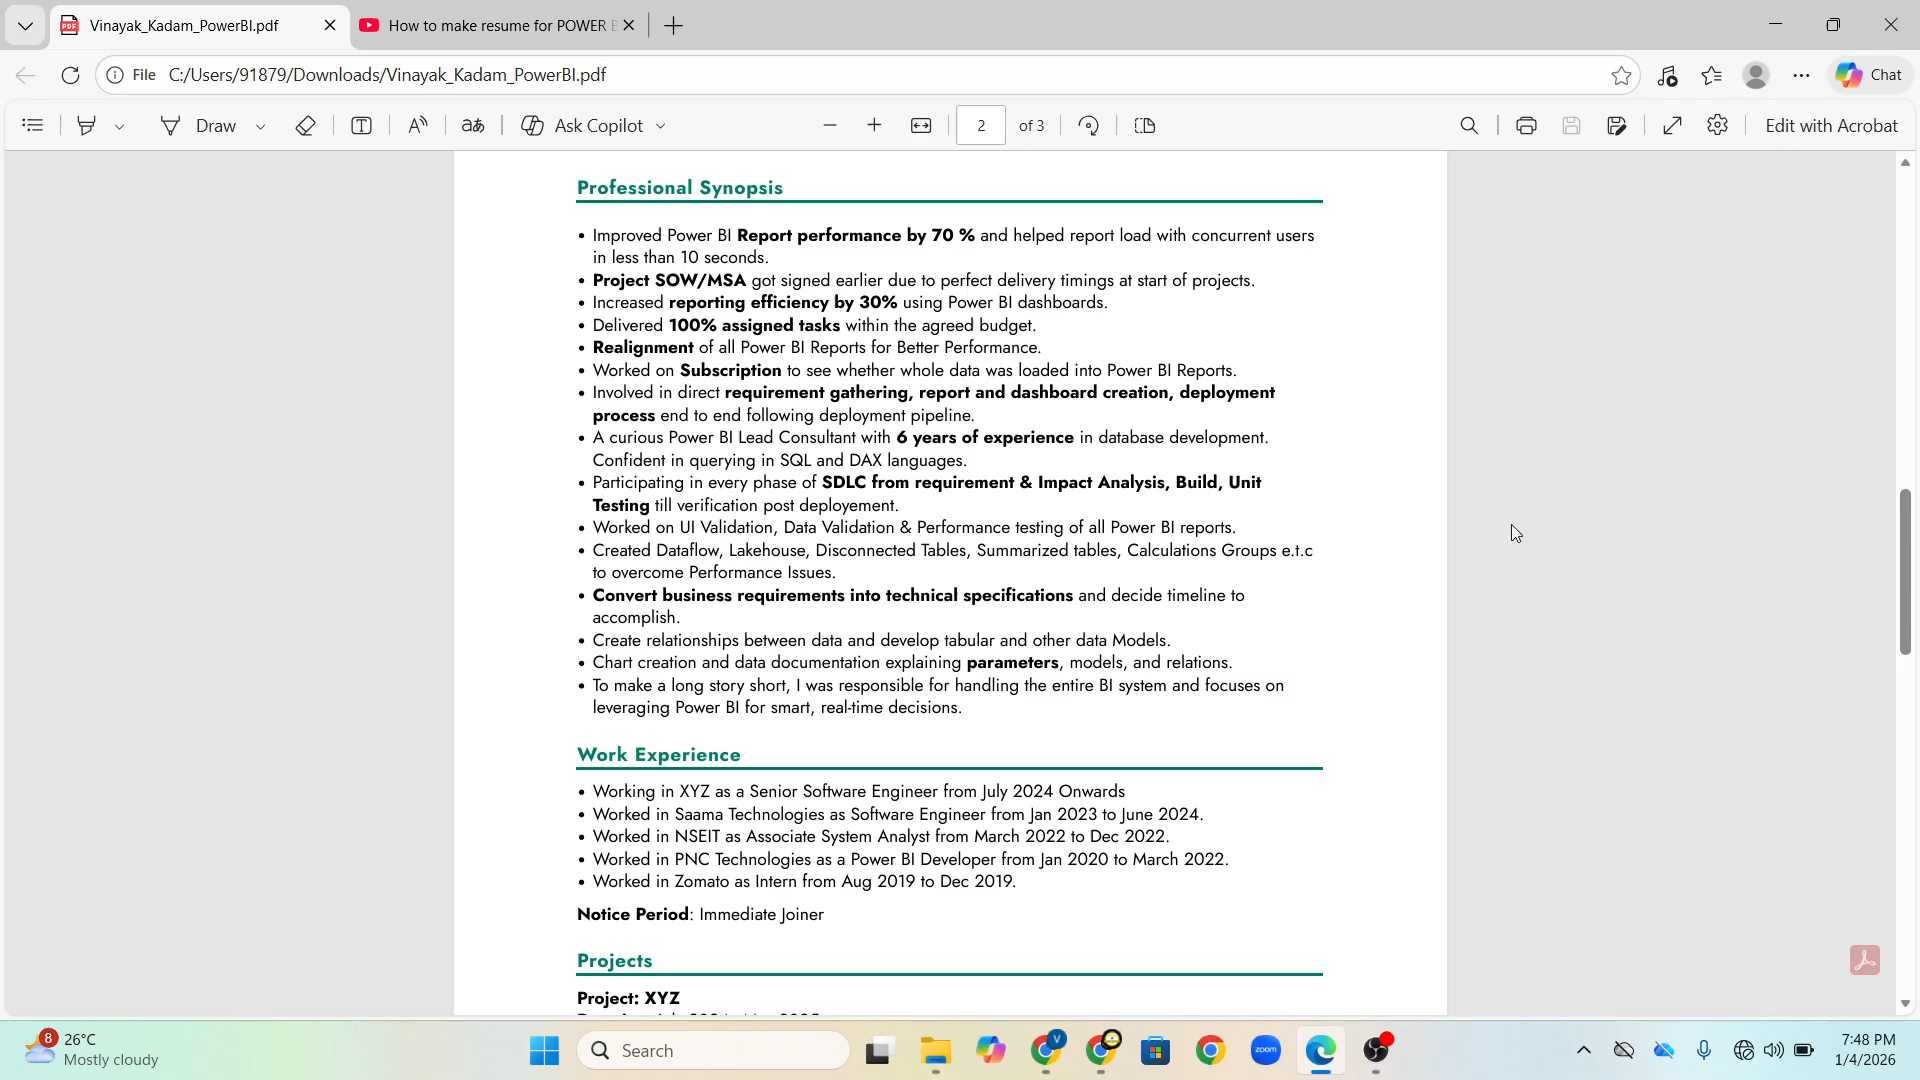 Vinayak_Kadam_PowerBI.pdf
How to make resume for POWER B
File C:/Users/91879/Downloads/Vinayak_Kadam_PowerBI.pdf
Chat
Draw
Ask Copilot
2 of 3
Edit with Acrobat
Professional Synopsis
• Improved Power BI Report performance by 70 % and helped report load with concurrent users
in less than 10 seconds.
• Project SOW/MSA got signed earlier due to perfect delivery timings at start of projects.
• Increased reporting efficiency by 30% using Power BI dashboards.
• Delivered 100% assigned tasks within the agreed budget.
• Realignment of all Power BI Reports for Better Performance.
• Worked on Subscription to see whether whole data was loaded into Power BI Reports.
• Involved in direct requirement gathering, report and dashboard creation, deployment
process end to end following deployment pipeline.
• A curious Power BI Lead Consultant with 6 years of experience in database development.
Confident in querying in SQL and DAX languages.
• Participating in every phase of SDLC from requirement & Impact Analysis, Build, Unit
Testing till verification post deployement.
• Worked on UI Validation, Data Validation & Performance testing of all Power BI reports.
• Created Dataflow, Lakehouse, Disconnected Tables, Summarized tables, Calculations Groups e.t.c
to overcome Performance Issues.
• Convert business requirements into technical specifications and decide timeline to
accomplish.
• Create relationships between data and develop tabular and other data Models.
• Chart creation and data documentation explaining parameters, models, and relations.
• To make a long story short, I was responsible for handling the entire BI system and focuses on
leveraging Power BI for smart, real-time decisions.
Work Experience
• Working in XYZ as a Senior Software Engineer from July 2024 Onwards
• Worked in Saama Technologies as Software Engineer from Jan 2023 to June 2024.
• Worked in NSEIT as Associate System Analyst from March 2022 to Dec 2022.
• Worked in PNC Technologies as a Power BI Developer from Jan 2020 to March 2022.
• Worked in Zomato as Intern from Aug 2019 to Dec 2019.
Notice Period: Immediate Joiner
Projects
Project: XYZ
8
26°C
Mostly cloudy
Search
V
zoom
7:48 PM
1/4/2026